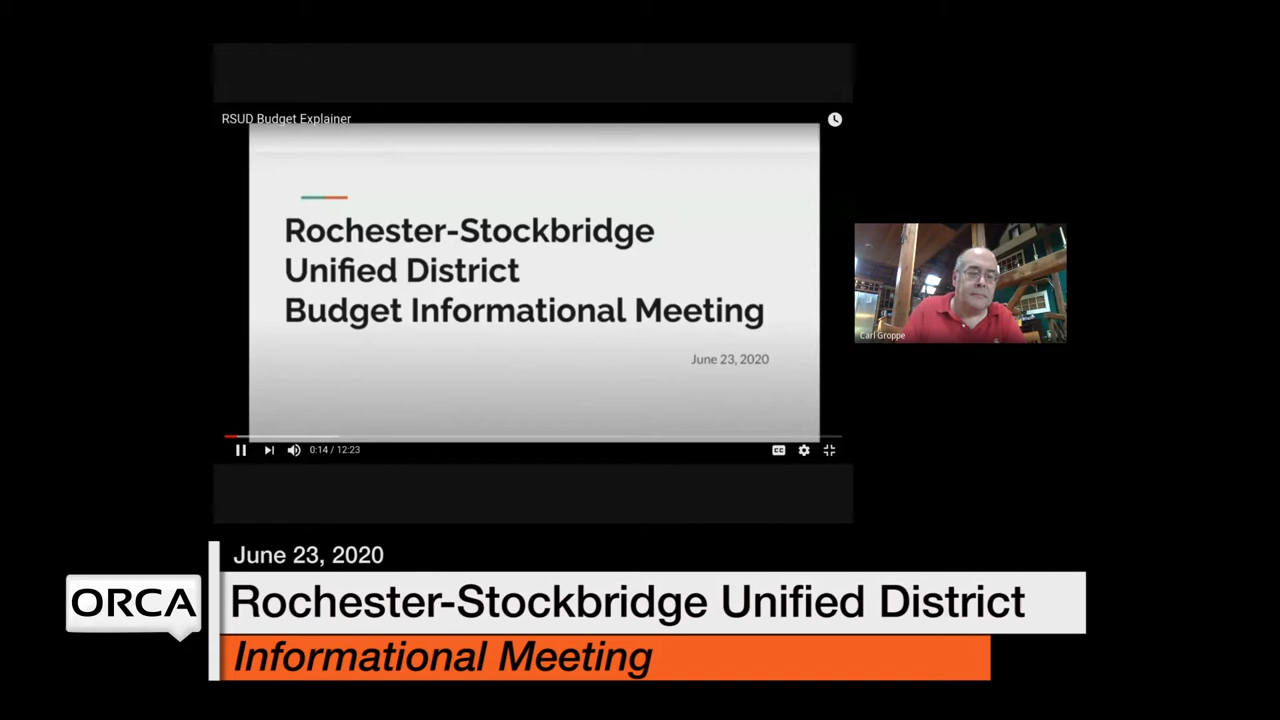 RSUD Budget Explainer
Rochester-Stockbridge
Unified District
Budget Informational Meeting
June 23, 2020
Carl Groppe
0:14 / 12:23
CC
June 23, 2020
ORCA
Rochester-Stockbridge Unified District
Informational Meeting